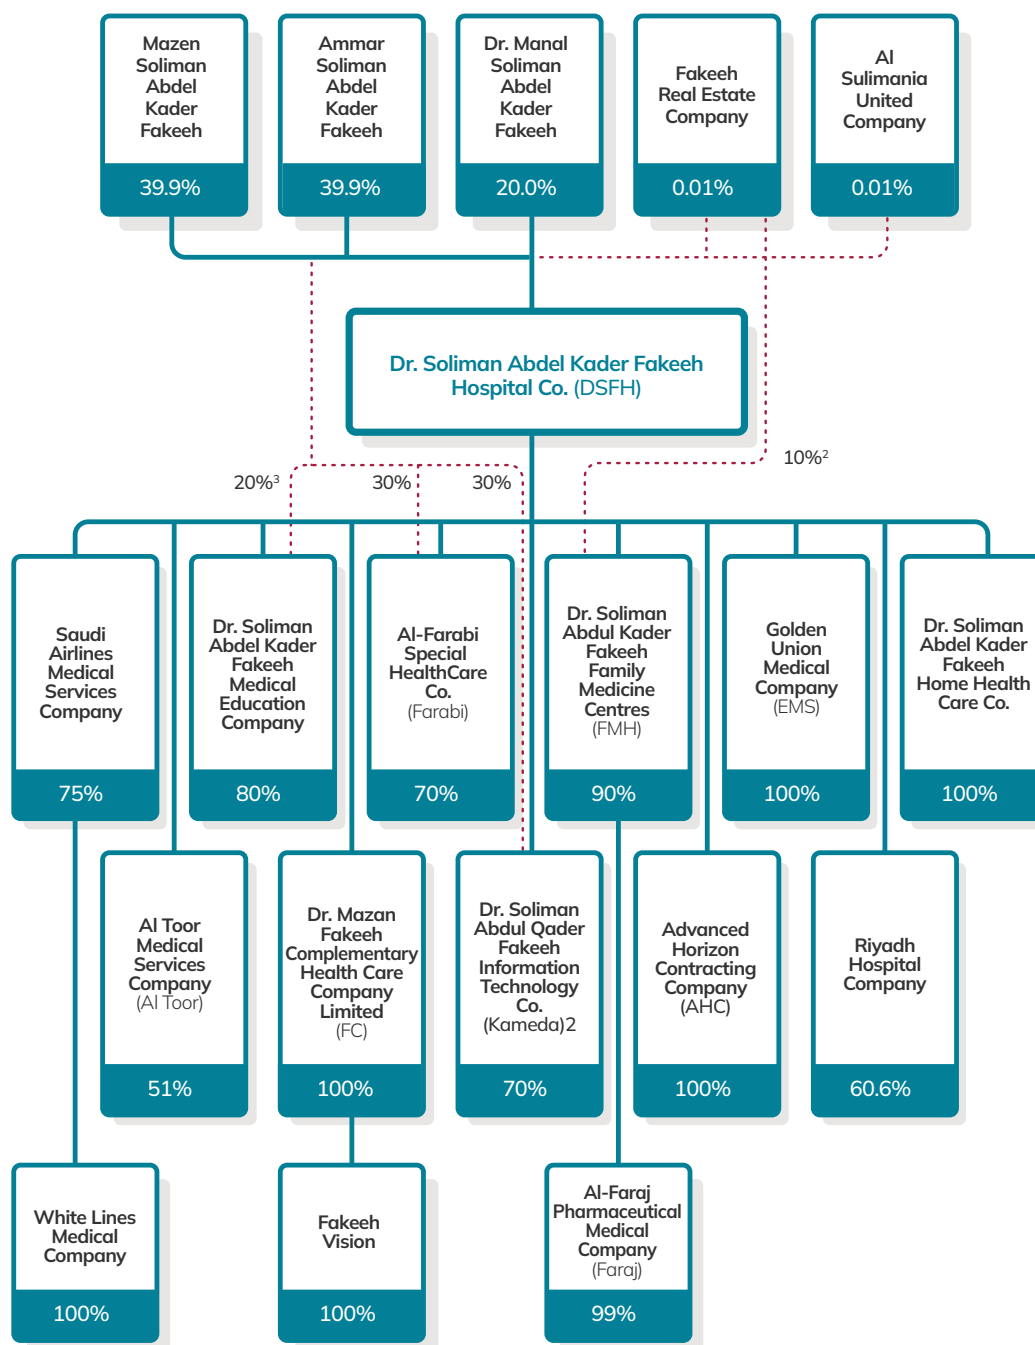 Mazen
Soliman
Abdel
Kader
Fakeeh
39.9%
Ammar
Soliman
Abdel
Kader
Fakeeh
39.9%
Dr. Manal
Soliman
Abdel
Kader
Fakeeh
20.0%
Fakeeh
Real Estate
Company
0.01%
Al
Sulimania
United
Company
0.01%
Dr. Soliman Abdel Kader Fakeeh
Hospital Co. (DSFH)
20%³
30%
30%
10%²
Saudi
Airlines
Medical
Services
Company
75%
Dr. Soliman
Abdel Kader
Fakeeh
Medical
Education
Company
80%
Al-Farabi
Special
HealthCare
Co.
(Farabi)
70%
Dr. Soliman
Abdul Kader
Fakeeh
Family
Medicine
Centres
(FMH)
90%
Golden
Union
Medical
Company
(EMS)
100%
Dr. Soliman
Abdel Kader
Fakeeh
Home Health
Care Co.
100%
Al Toor
Medical
Services
Company
(Al Toor)
51%
Dr. Mazan
Fakeeh
Complementary
Health Care
Company
Limited
(FC)
100%
Dr. Soliman
Abdul Qader
Fakeeh
Information
Technology
Co.
(Kameda)2
70%
Advanced
Horizon
Contracting
Company
(AHC)
100%
Riyadh
Hospital
Company
60.6%
White Lines
Medical
Company
100%
Fakeeh
Vision
100%
Al-Faraj
Pharmaceutical
Medical
Company
(Faraj)
99%